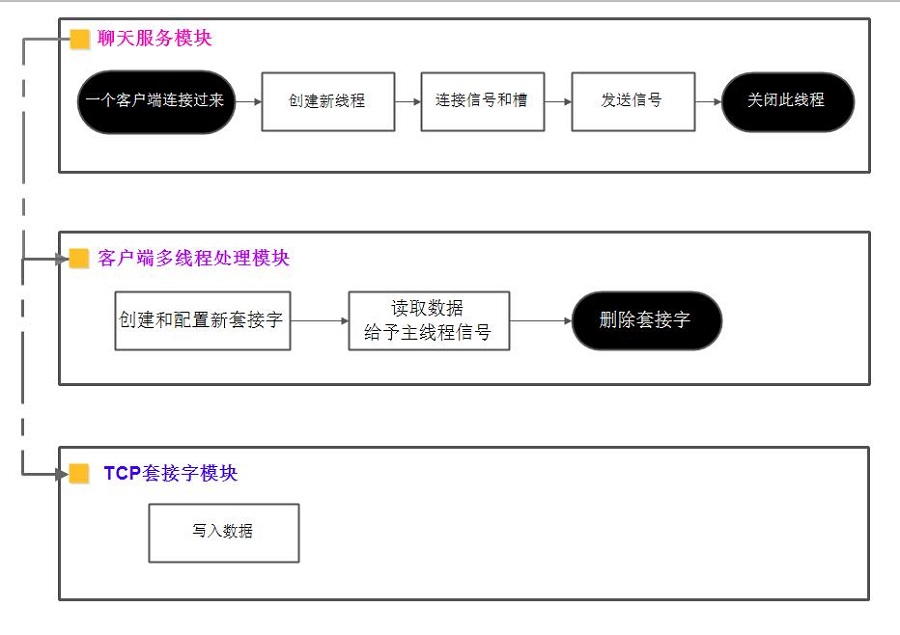 聊天服务模块
一个客户端连接过来
创建新线程
连接信号和槽
发送信号
关闭此线程
客户端多线程处理模块
创建和配置新套接字
读取数据
给予主线程信号
删除套接字
TCP套接字模块
写入数据